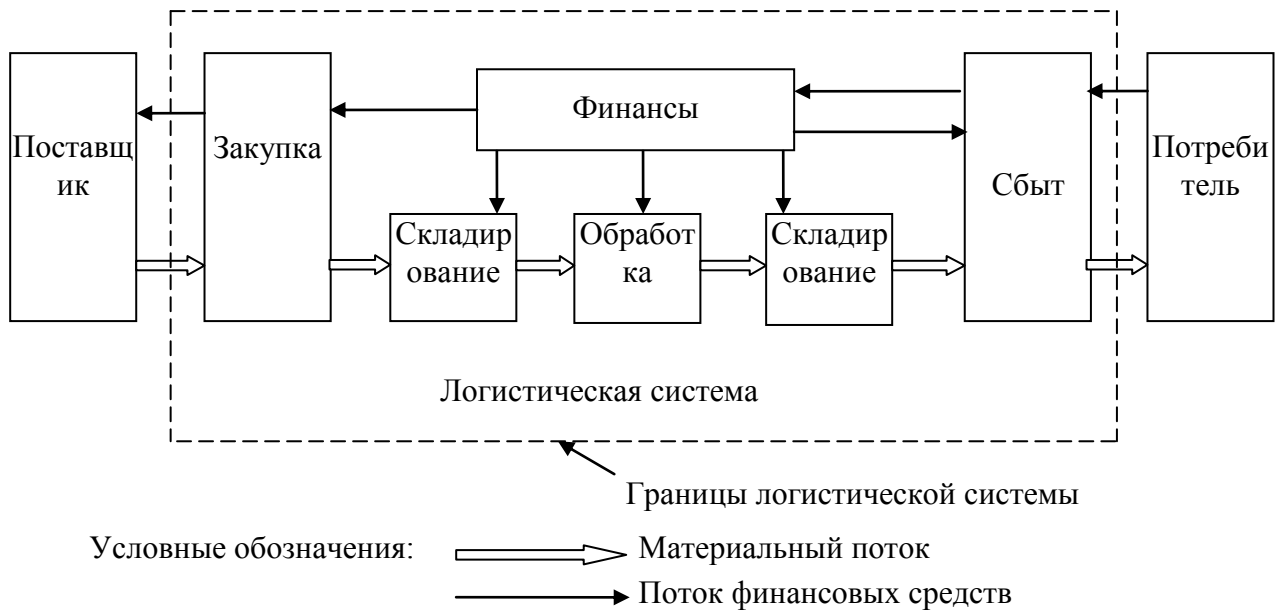 Финансы
Поставщ
ик
Закупка
Сбыт
Потреби
тель
Складир
ование
Обработ
ка
Складир
ование
Логистическая система
Границы логистической системы
Условные обозначения:
Материальный поток
Поток финансовых средств